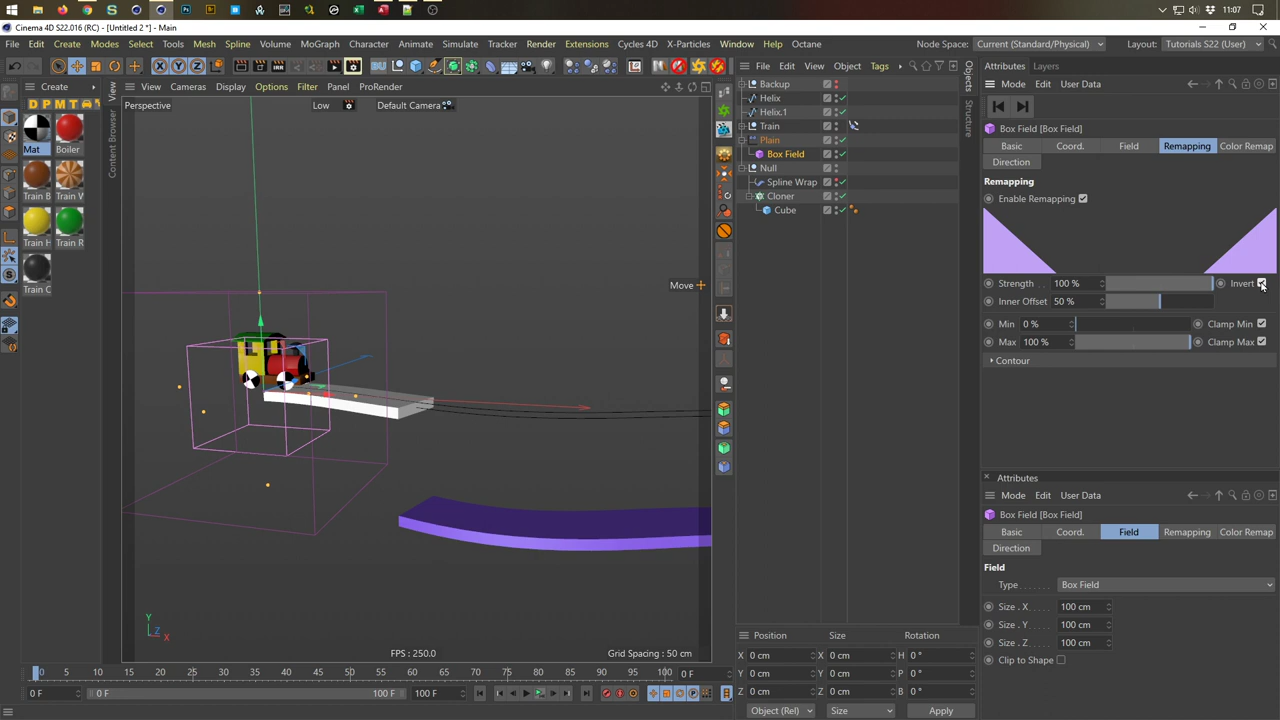 11:07
Cinema 4D S22.016 (RC) - [Untitled 2 *] - Main
File Edit Create Modes Select Tools Mesh Spline Volume MoGraph Character Animate Simulate Tracker Render Extensions Cycles 4D X-Particles Window Help Octane
Node Space: Current (Standard/Physical) Layout: Tutorials S22 (User)
Create
D P M T
Mat Boiler
Train B Train V
Train H Train R
Train C
View
Content Browser
View Cameras Display Options Filter Panel ProRender
Perspective Low Default Camera
Move
Y
Z
X
FPS : 250.0 Grid Spacing : 50 cm
File Edit View Object Tags
Backup
Helix
Helix.1
Train
Plain
Box Field
Null
Spline Wrap
Cloner
Cube
Objects
Structure
Attributes Layers
Mode Edit User Data
Box Field [Box Field]
Basic Coord. Field Remapping Color Remap
Direction
Remapping
Enable Remapping
Strength . . 100 % Invert
Inner Offset 50 %
Min 0 % Clamp Min
Max 100 % Clamp Max
Contour
Attributes
Mode Edit User Data
Box Field [Box Field]
Basic Coord. Field Remapping Color Remap
Direction
Field
Type . . . . . . . Box Field
Size . X . . . . . 100 cm
Size . Y . . . . . 100 cm
Size . Z . . . . . 100 cm
Clip to Shape
0 5 10 15 20 25 30 35 40 45 50 55 60 65 70 75 80 85 90 95 100 0 F
0 F 0 F 100 F 100 F
Position Size Rotation
X 0 cm X 0 cm H 0 °
Y 0 cm Y 0 cm P 0 °
Z 0 cm Z 0 cm B 0 °
Object (Rel) Size Apply